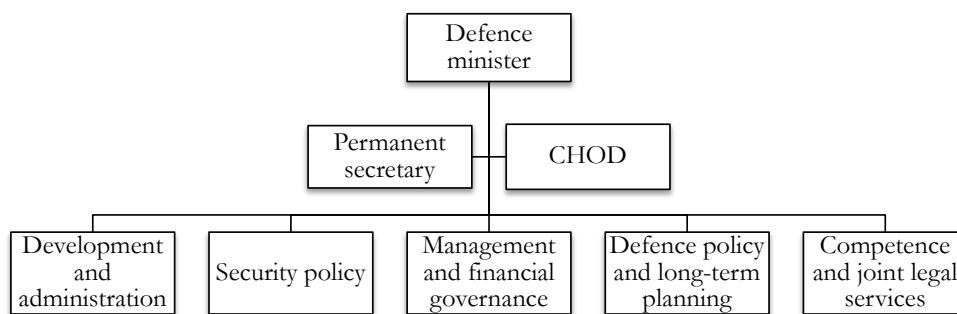 Defence
minister
Permanent
secretary
CHOD
Development
and
administration
Security policy
Management
and financial
governance
Defence policy
and long-term
planning
Competence
and joint legal
services